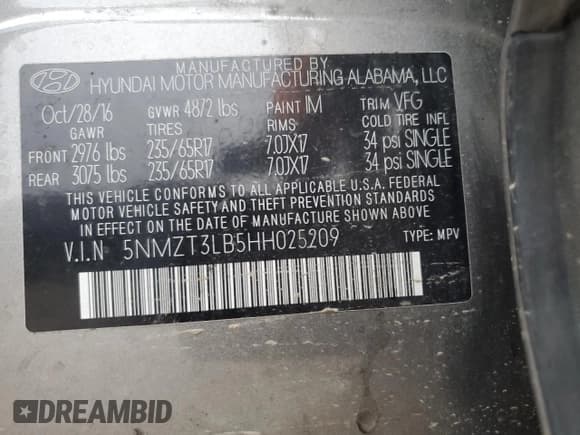 MANUFACTURED BY
HYUNDAI MOTOR MANUFACTURING ALABAMA, LLC
Oct/28/16 GVWR 4872 lbs PAINT IM TRIM VFG
GAWR TIRES RIMS COLD TIRE INFL
FRONT 2976 lbs 235/65R17 7.0JX17 34 psi SINGLE
REAR 3075 lbs 235/65R17 7.0JX17 34 psi SINGLE
THIS VEHICLE CONFORMS TO ALL APPLICABLE U.S.A. FEDERAL
MOTOR VEHICLE SAFETY AND THEFT PREVENTION STANDARDS
IN EFFECT ON THE DATE OF MANUFACTURE SHOWN ABOVE.
V.I.N 5NMZT3LB5HH025209 TYPE: MPV
DREAMBID